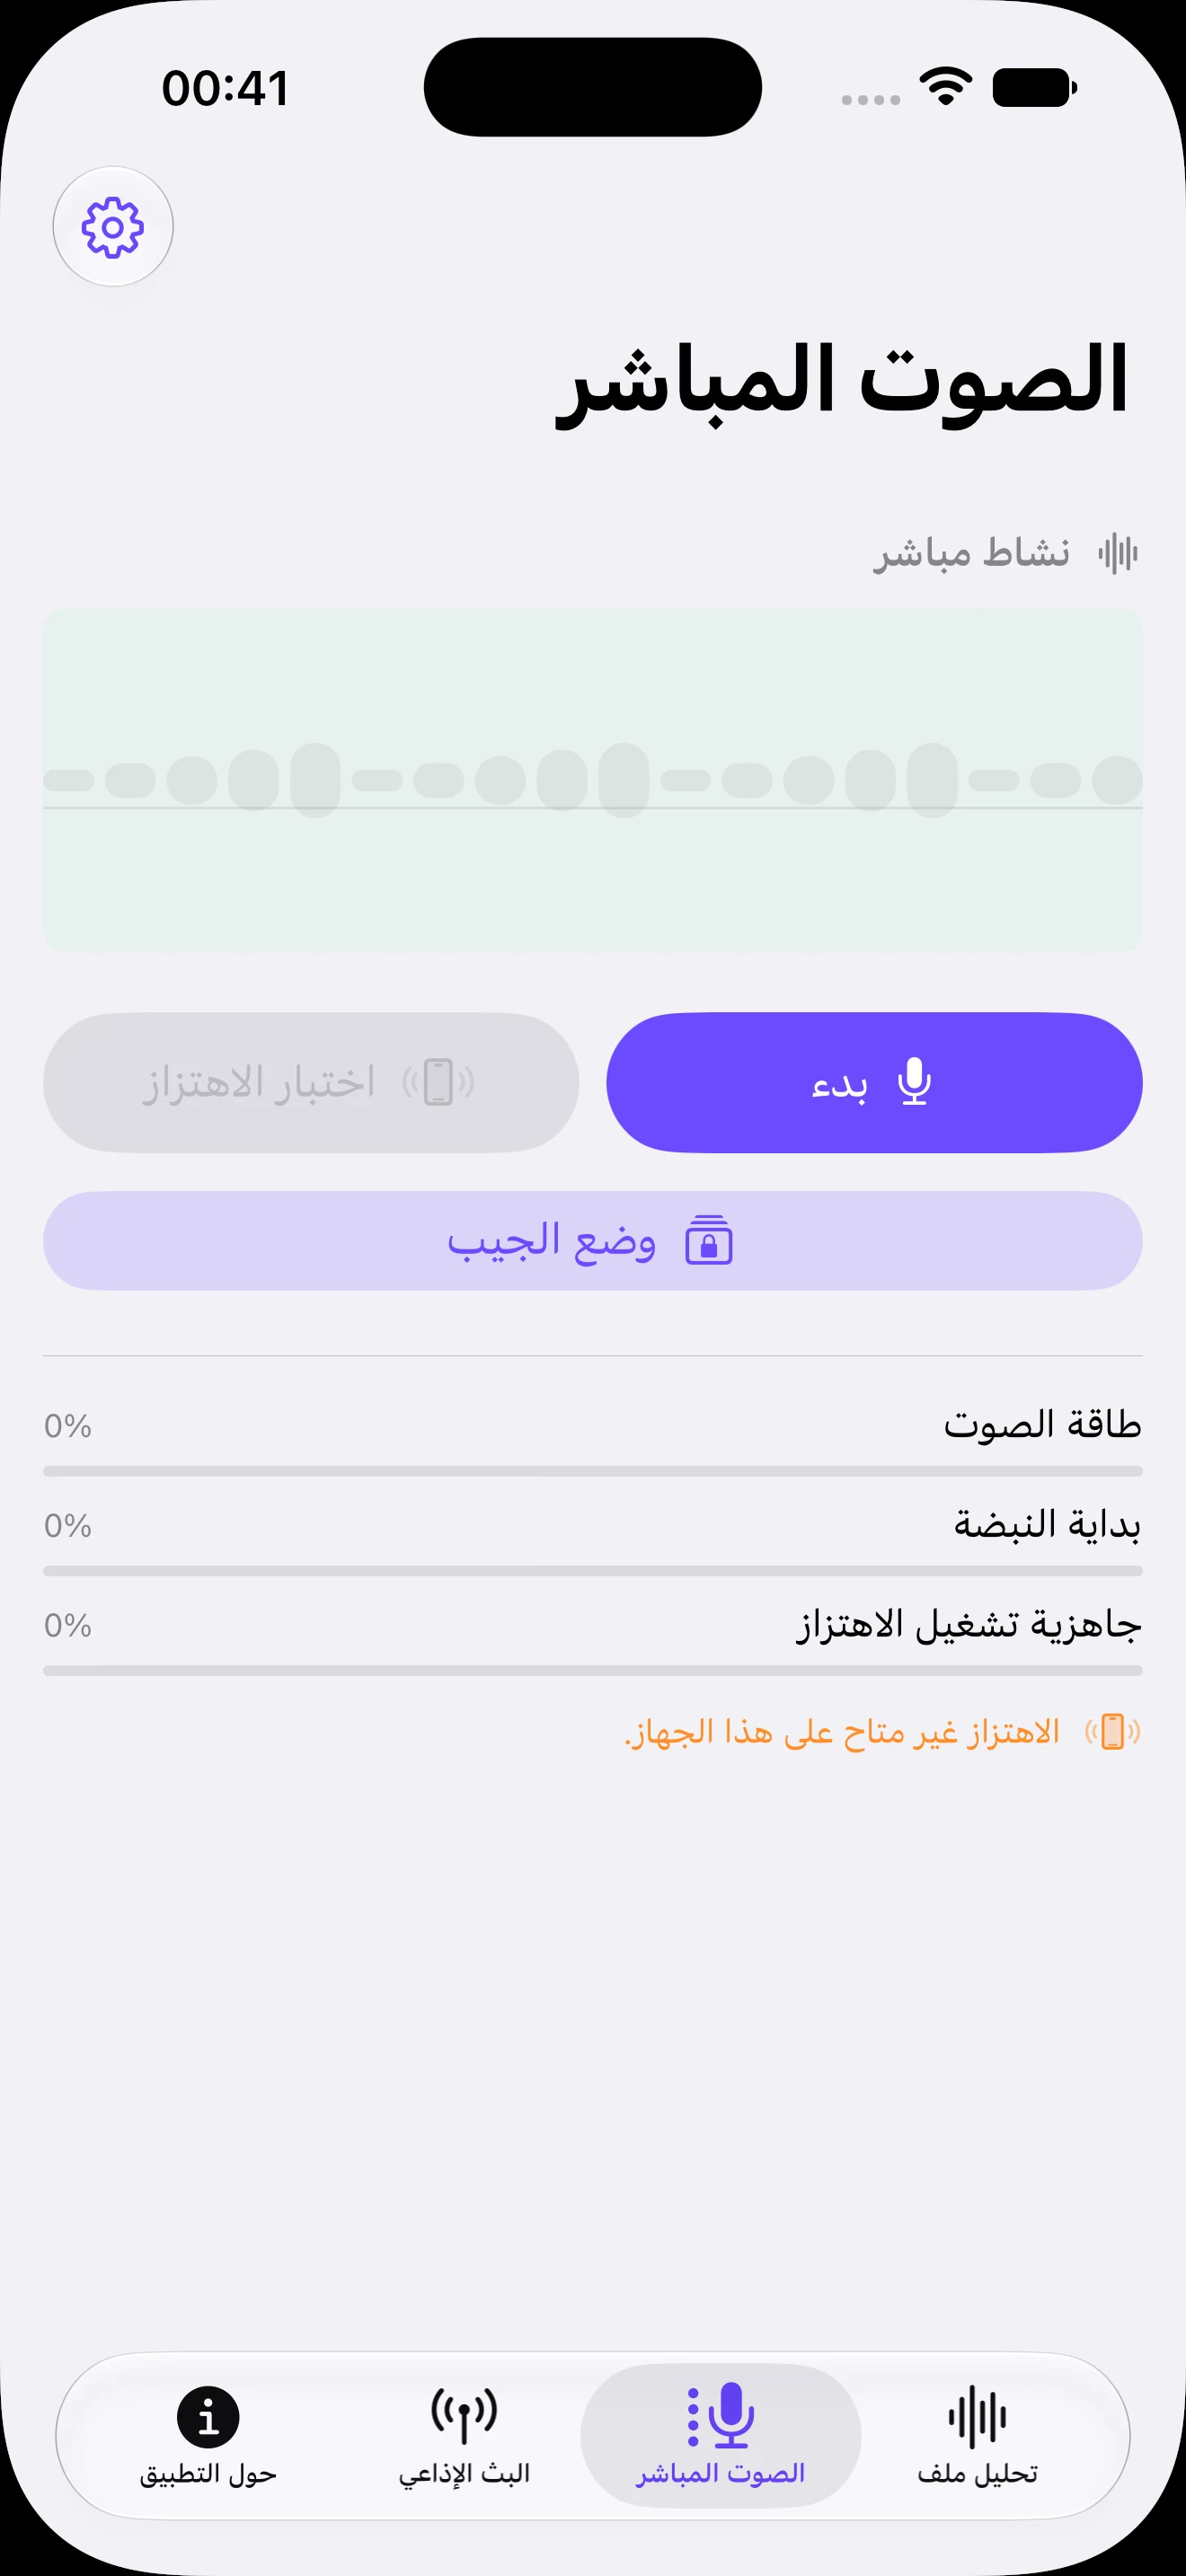 00:41
الصوت المباشر
نشاط مباشر
بدء
اختبار الاهتزاز
وضع الجيب
طاقة الصوت
0%
بداية النبضة
0%
جاهزية تشغيل الاهتزاز
0%
الاهتزاز غير متاح على هذا الجهاز.
تحليل ملف
الصوت المباشر
البث الإذاعي
حول التطبيق